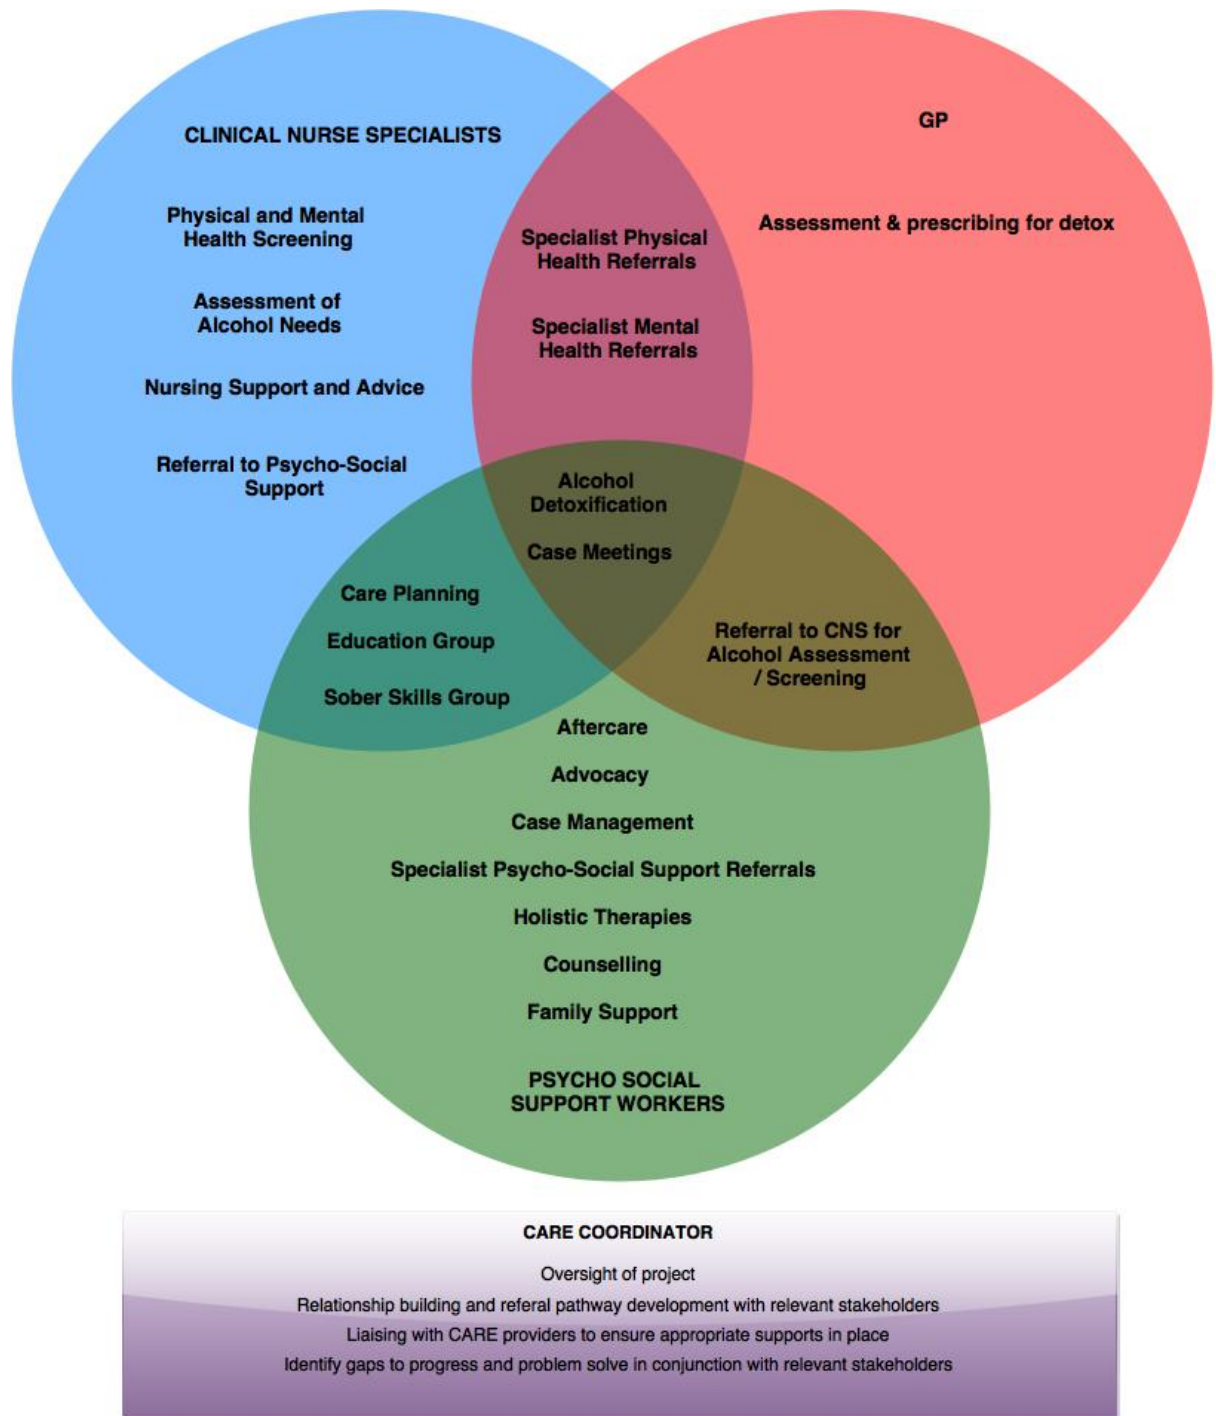 CLINICAL NURSE SPECIALISTS
Physical and Mental
Health Screening
Assessment of
Alcohol Needs
Nursing Support and Advice
Referral to Psycho-Social
Support
GP
Assessment & prescribing for detox
Specialist Physical
Health Referrals
Specialist Mental
Health Referrals
Alcohol
Detoxification
Case Meetings
Care Planning
Education Group
Sober Skills Group
Referral to CNS for
Alcohol Assessment
/ Screening
Aftercare
Advocacy
Case Management
Specialist Psycho-Social Support Referrals
Holistic Therapies
Counselling
Family Support
PSYCHO SOCIAL
SUPPORT WORKERS
CARE COORDINATOR
Oversight of project
Relationship building and referal pathway development with relevant stakeholders
Liaising with CARE providers to ensure appropriate supports in place
Identify gaps to progress and problem solve in conjunction with relevant stakeholders